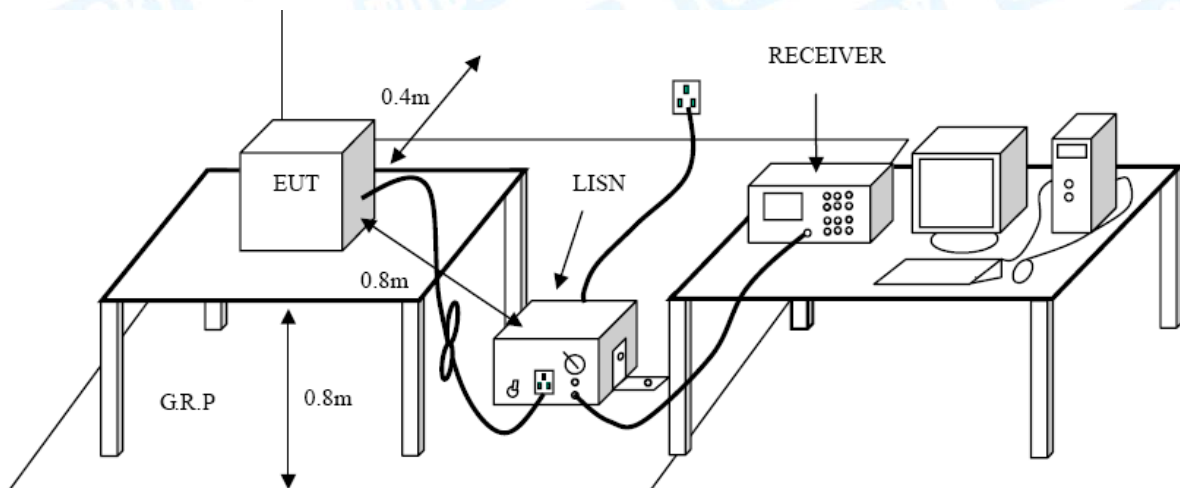 RECEIVER
0.4m
EUT
LISN
0.8m
G.R.P
0.8m